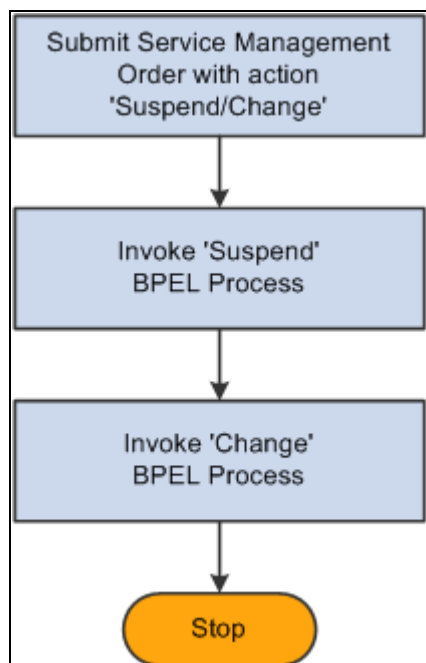 Submit Service Management
Order with action
'Suspend/Change'
Invoke 'Suspend'
BPEL Process
Invoke 'Change'
BPEL Process
Stop